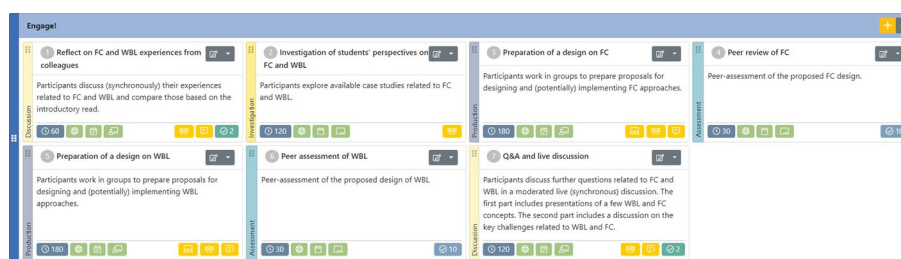 Engage!
+
Discussion
1 Reflect on FC and WBL experiences from
colleagues
Participants discuss (synchronously) their experiences
related to FC and WBL and compare those based on the
introductory read.
60
2
Investigation
2 Investigation of students' perspectives on
FC and WBL
Participants explore available case studies related to FC
and WBL.
120
Production
3 Preparation of a design on FC
Participants work in groups to prepare proposals for
designing and (potentially) implementing FC approaches.
180
Assessment
4 Peer review of FC
Peer-assessment of the proposed FC design.
30
Production
5 Preparation of a design on WBL
Participants work in groups to prepare proposals for
designing and (potentially) implementing WBL
approaches.
180
Assessment
6 Peer assessment of WBL
Peer-assessment of the proposed design of WBL
30
10
Discussion
7 Q&A and live discussion
Participants discuss further questions related to FC and
WBL in a moderated live (synchronous) discussion. The
first part includes presentations of a few WBL and FC
concepts. The second part includes a discussion on the
key challenges related to WBL and FC.
120
2